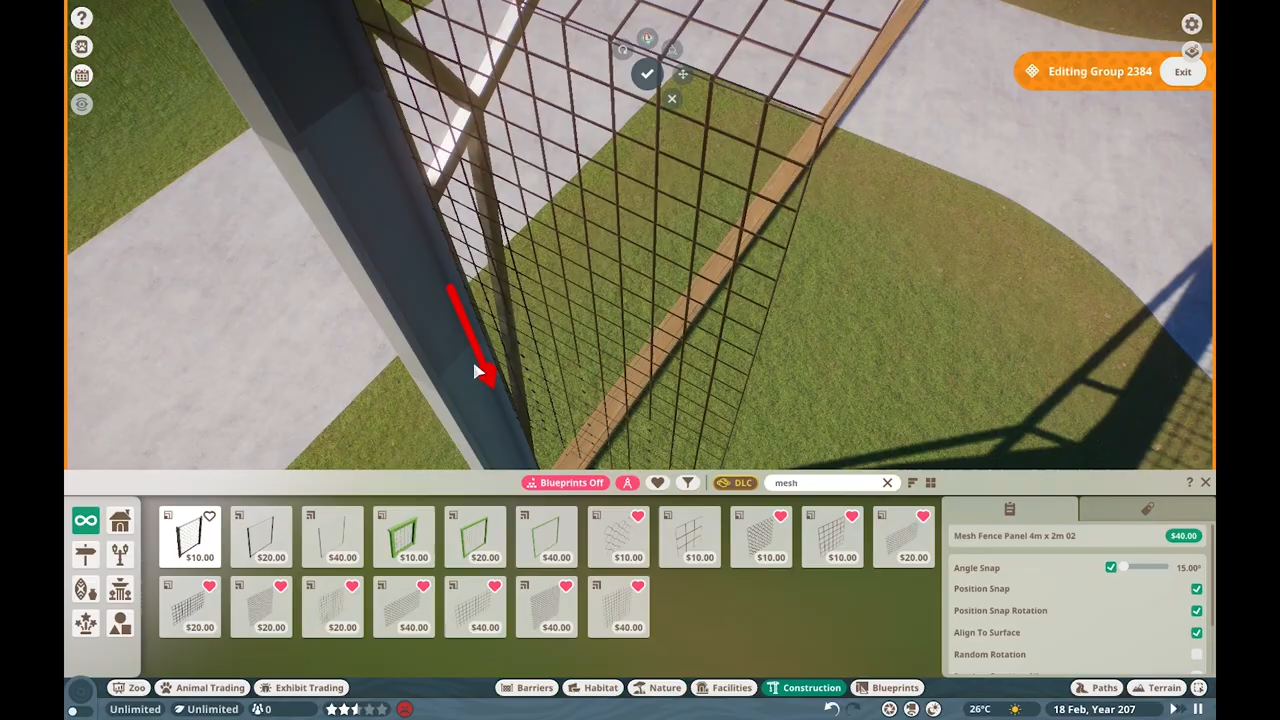 Editing Group 2384
Exit
Blueprints Off
DLC
mesh
?
$10.00
$20.00
$40.00
$10.00
$20.00
$40.00
$10.00
$10.00
$10.00
$10.00
$20.00
$20.00
$20.00
$20.00
$40.00
$40.00
$40.00
$40.00
Mesh Fence Panel 4m x 2m 02
$40.00
Angle Snap
15.00°
Position Snap
Position Snap Rotation
Align To Surface
Random Rotation
Zoo
Animal Trading
Exhibit Trading
Barriers
Habitat
Nature
Facilities
Construction
Blueprints
Paths
Terrain
Unlimited
Unlimited
0
26°C
18 Feb, Year 207